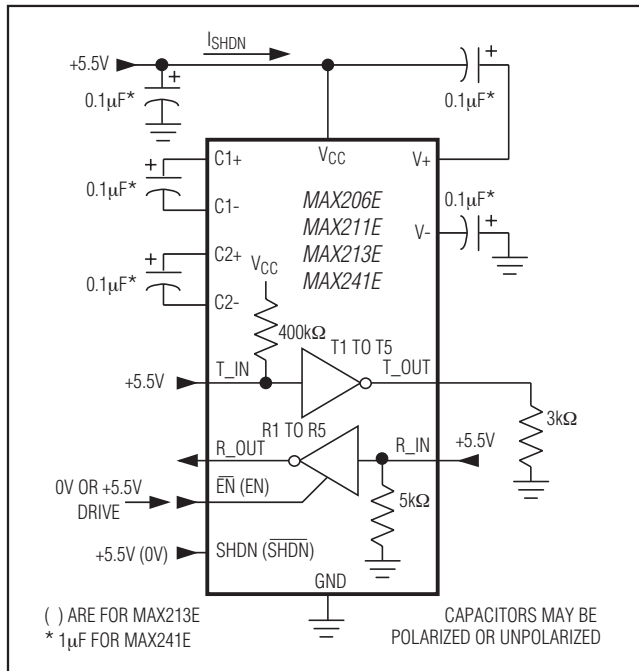 I_SHDN
+5.5V
+
0.1μF*
+
0.1μF*
VCC
V+
C1+
+
0.1μF*
C1-
MAX206E
MAX211E
MAX213E
MAX241E
0.1μF*
+
V-
C2+
+
0.1μF*
C2-
VCC
400kΩ
T1 TO T5
T_IN
T_OUT
+5.5V
3kΩ
R1 TO R5
R_OUT
R_IN
+5.5V
0V OR +5.5V
DRIVE
EN (EN)
5kΩ
+5.5V (0V)
SHDN (SHDN)
GND
( ) ARE FOR MAX213E
* 1μF FOR MAX241E
CAPACITORS MAY BE
POLARIZED OR UNPOLARIZED